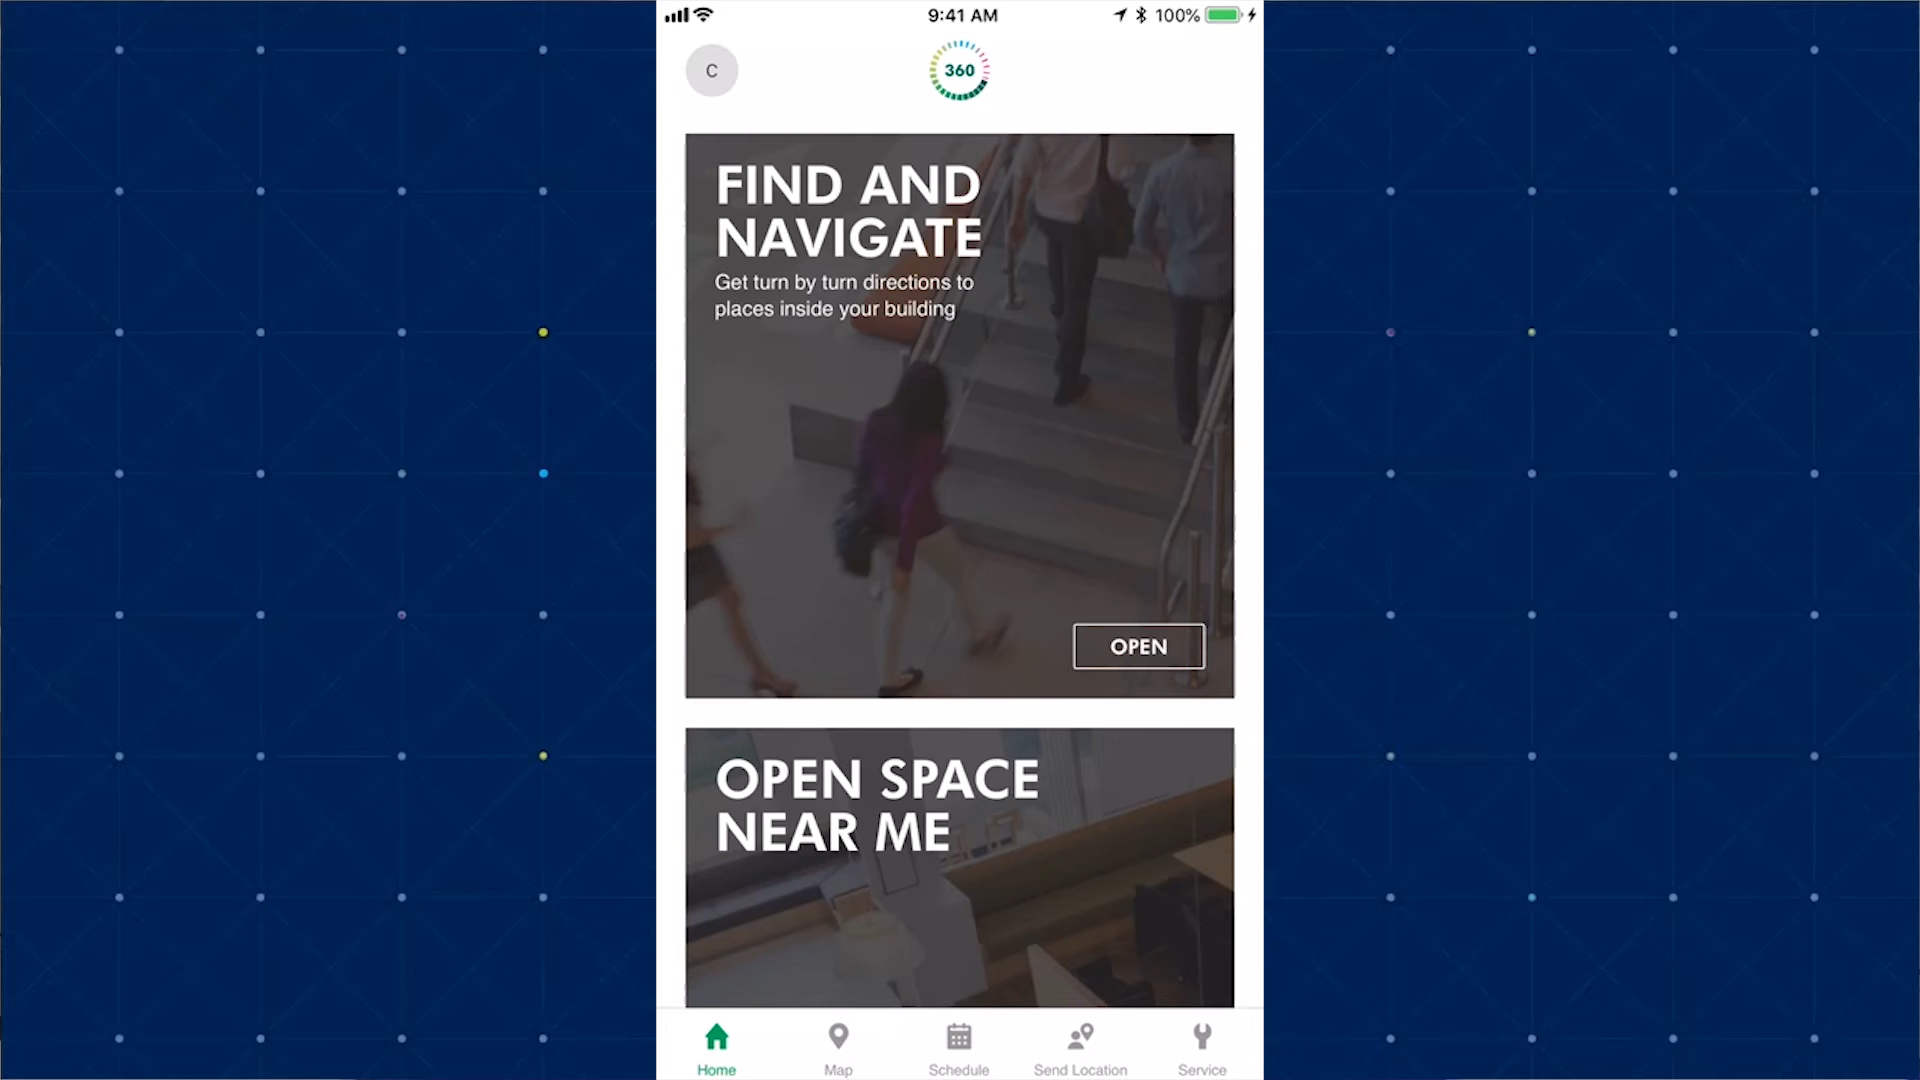 9:41 AM
100%
C
360
FIND AND
NAVIGATE
Get turn by turn directions to
places inside your building
OPEN
OPEN SPACE
NEAR ME
Home
Map
Schedule
Send Location
Service